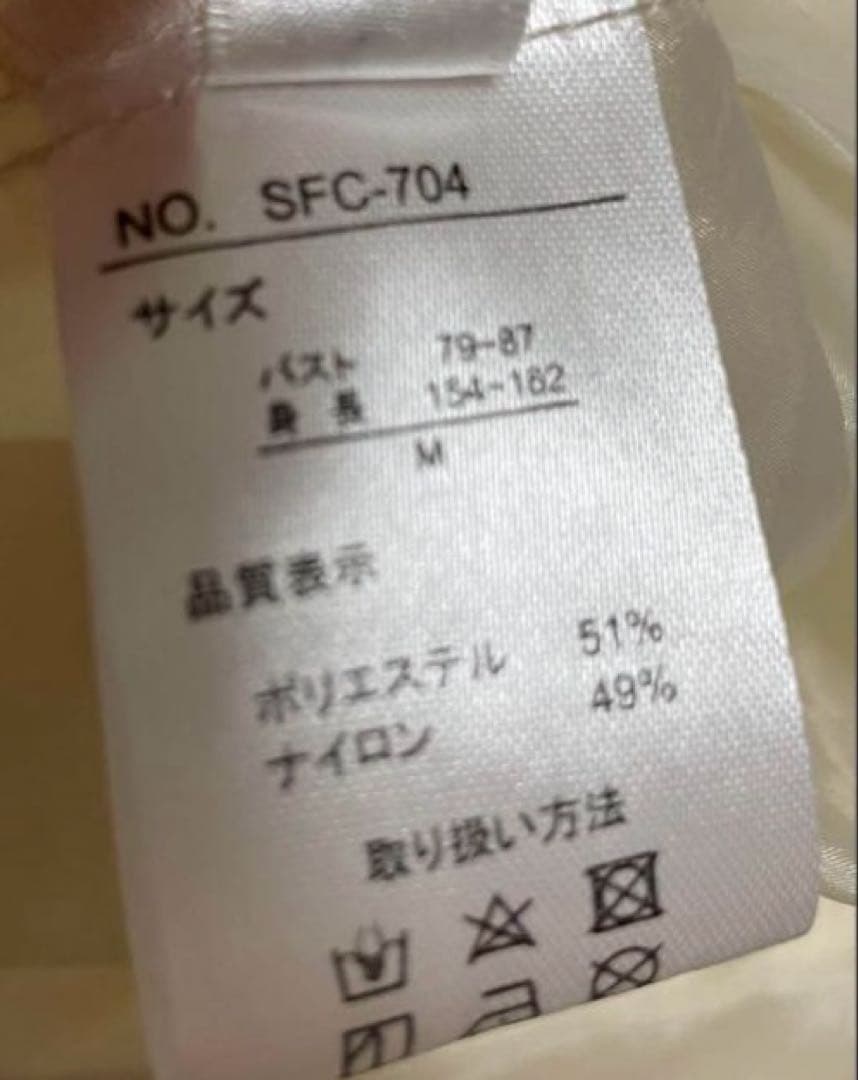 NO. SFC-704
サイズ
バスト 79-87
身 長 154-162
M
品質表示
ポリエステル 51%
ナイロン 49%
取り扱い方法